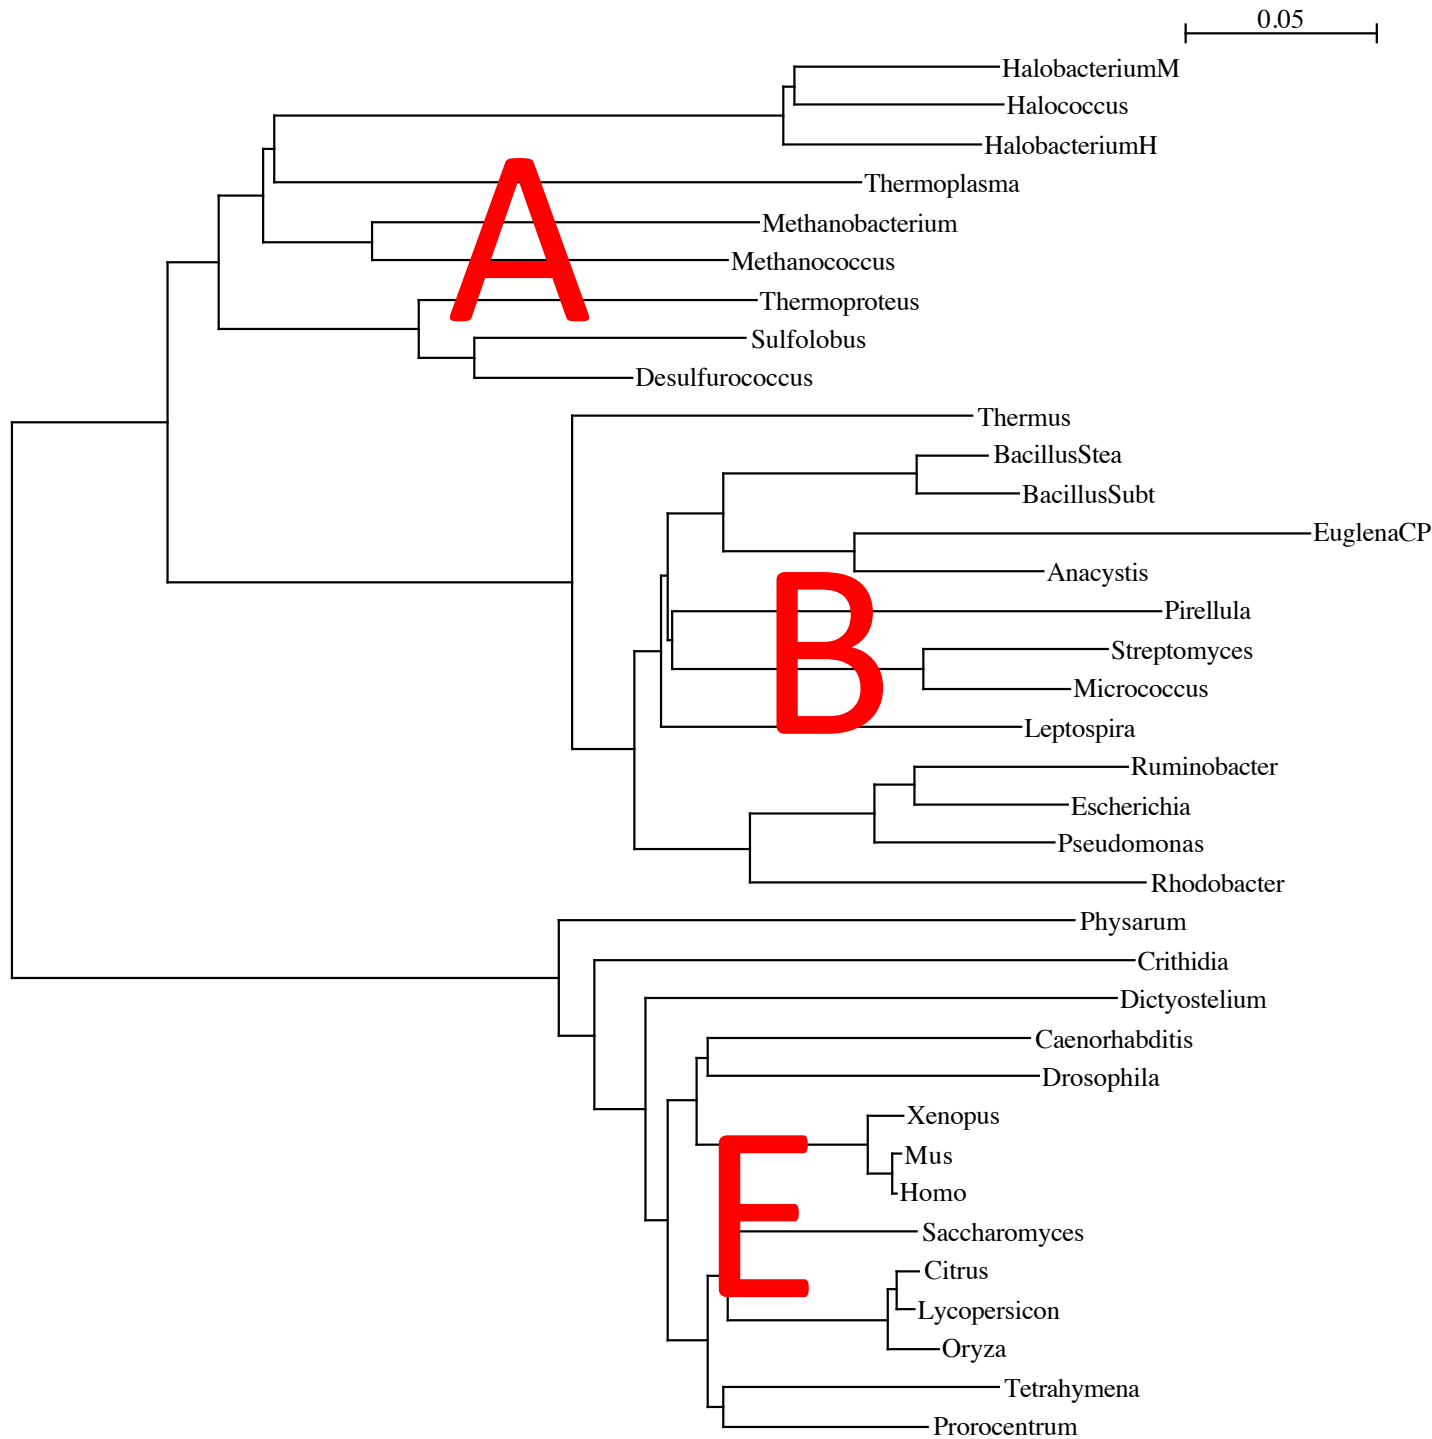 0.05
HalobacteriumM
Halococcus
HalobacteriumH
A
Thermoplasma
Methanobacterium
Methanococcus
Thermoproteus
Sulfolobus
Desulfurococcus
Thermus
BacillusStea
BacillusSubt
EuglenaCP
Anacystis
B
Pirellula
Streptomyces
Micrococcus
Leptospira
Ruminobacter
Escherichia
Pseudomonas
Rhodobacter
Physarum
Crithidia
Dictyostelium
Caenorhabditis
Drosophila
Xenopus
Mus
Homo
E
Saccharomyces
Citrus
Lycopersicon
Oryza
Tetrahymena
Prorocentrum